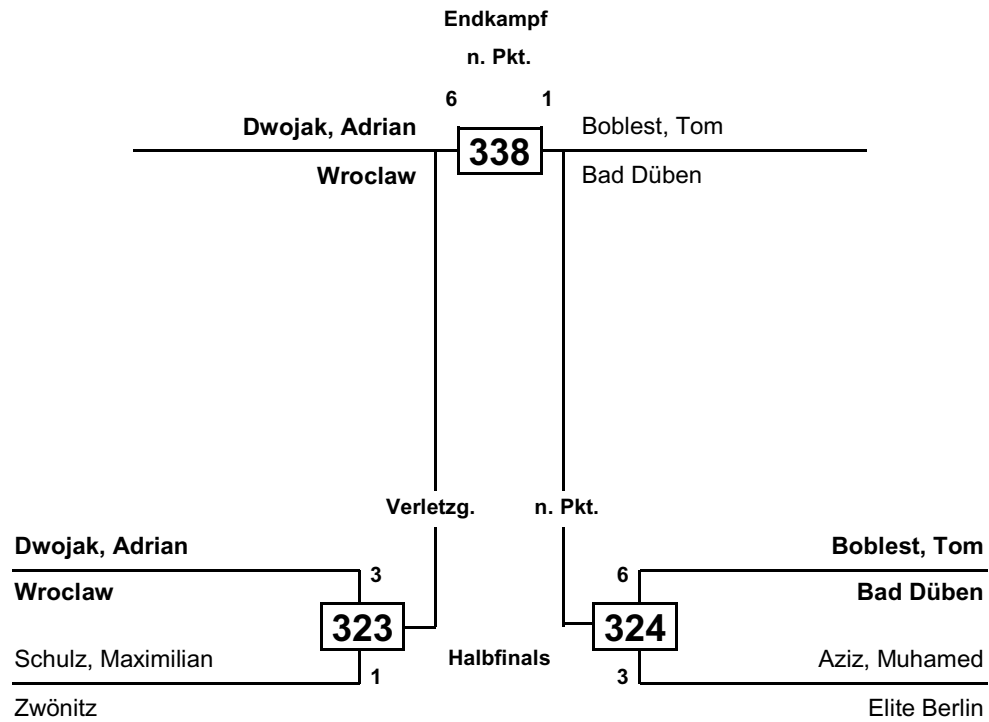 Endkampf
n. Pkt.
6 1
Dwojak, Adrian 338 Boblest, Tom
Wroclaw Bad Düben
Verletzg. n. Pkt.
Dwojak, Adrian Boblest, Tom
3 6
Wroclaw Bad Düben
323 324
Schulz, Maximilian Halbfinals Aziz, Muhamed
1 3
Zwönitz Elite Berlin